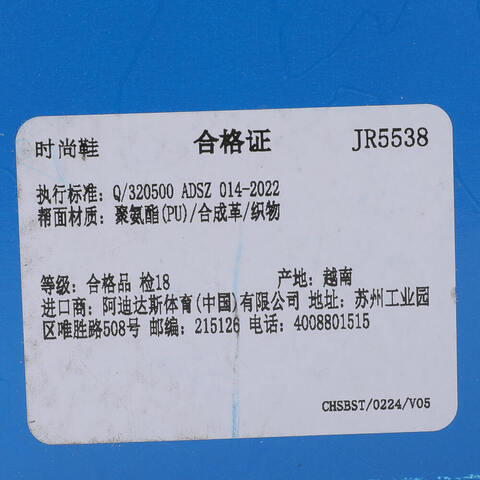 时尚鞋 合格证 JR5538
执行标准: Q/320500 ADSZ 014-2022
帮面材质: 聚氨酯(PU)/合成革/织物
等级: 合格品 检18 产地: 越南
进口商: 阿迪达斯体育(中国)有限公司 地址: 苏州工业园
区唯胜路508号 邮编: 215126 电话: 4008801515
CHSBST/0224/V05